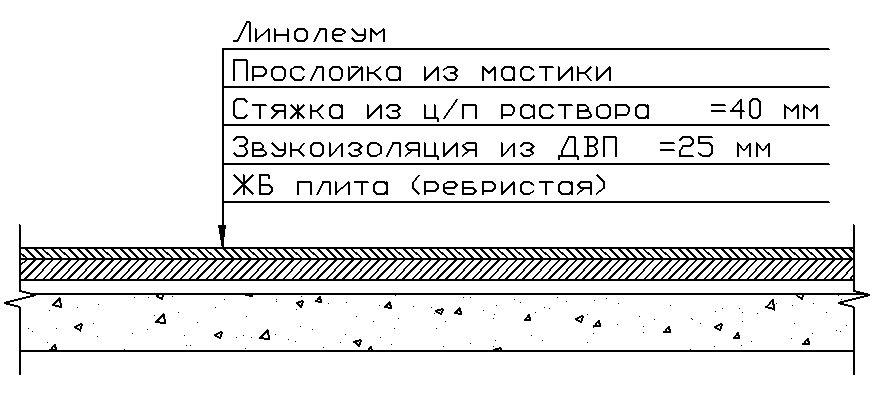 Линолеум
Прослойка из мастики
Стяжка из ц/п раствора =40 мм
Звукоизоляция из ДВП =25 мм
ЖБ плита (ребристая)